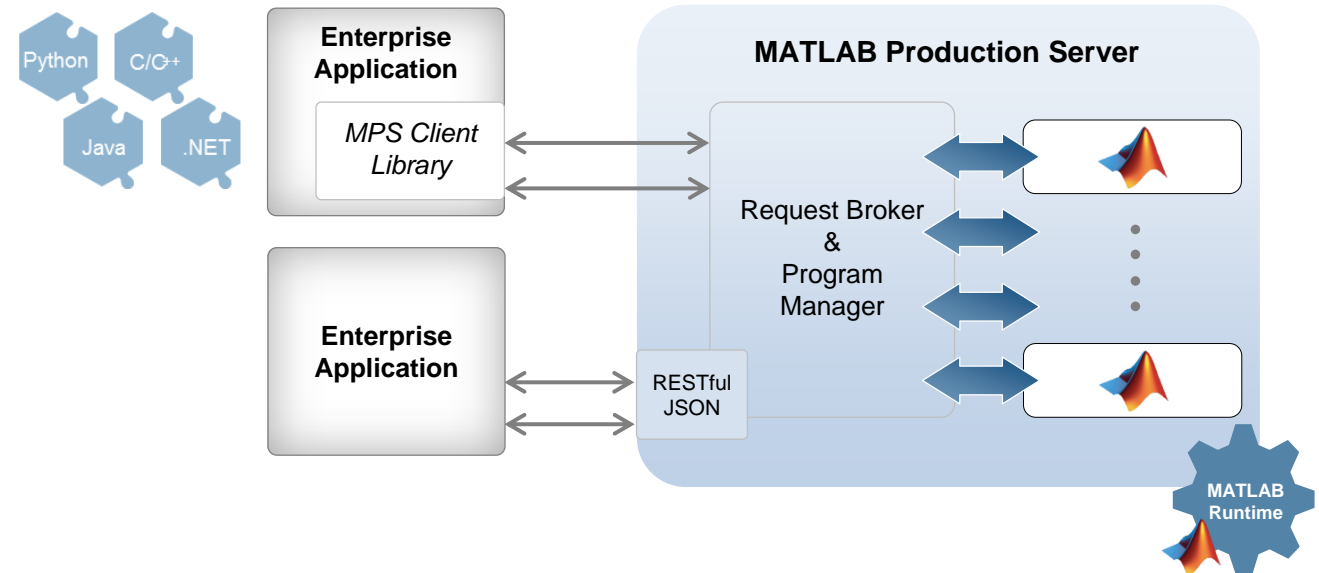 Python
C/C++
Java
.NET
Enterprise
Application
MPS Client
Library
Enterprise
Application
MATLAB Production Server
Request Broker
&
Program
Manager
RESTful
JSON
MATLAB
Runtime